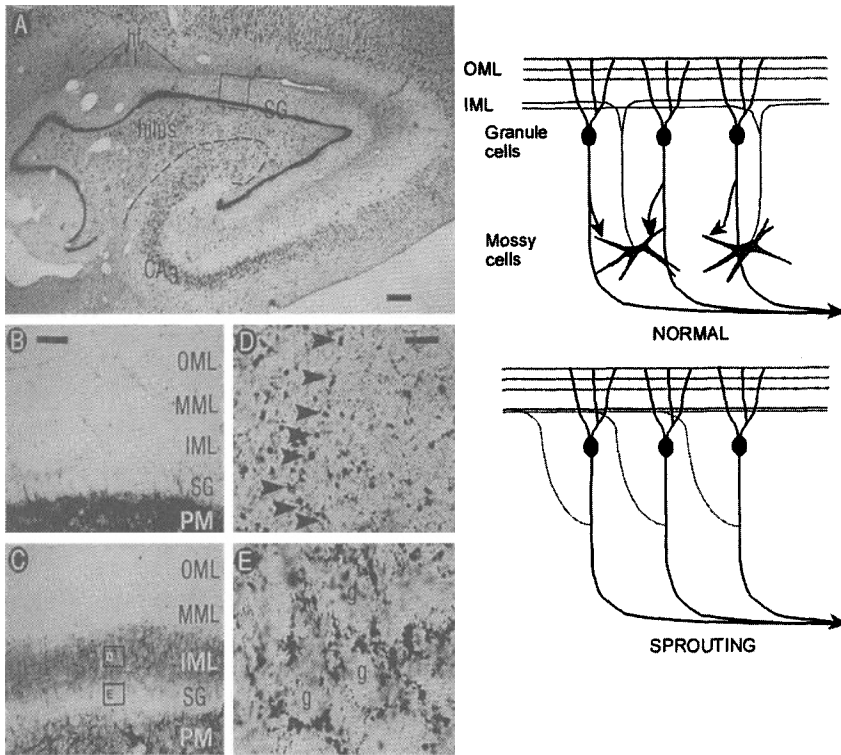 A
hf
SG
hilus
CA3
B
OML
MML
IML
SG
PM
D
C
OML
MML
D
IML
E
SG
PM
E
g
g
g
g
OML
IML
Granule
cells
Mossy
cells
NORMAL
SPROUTING